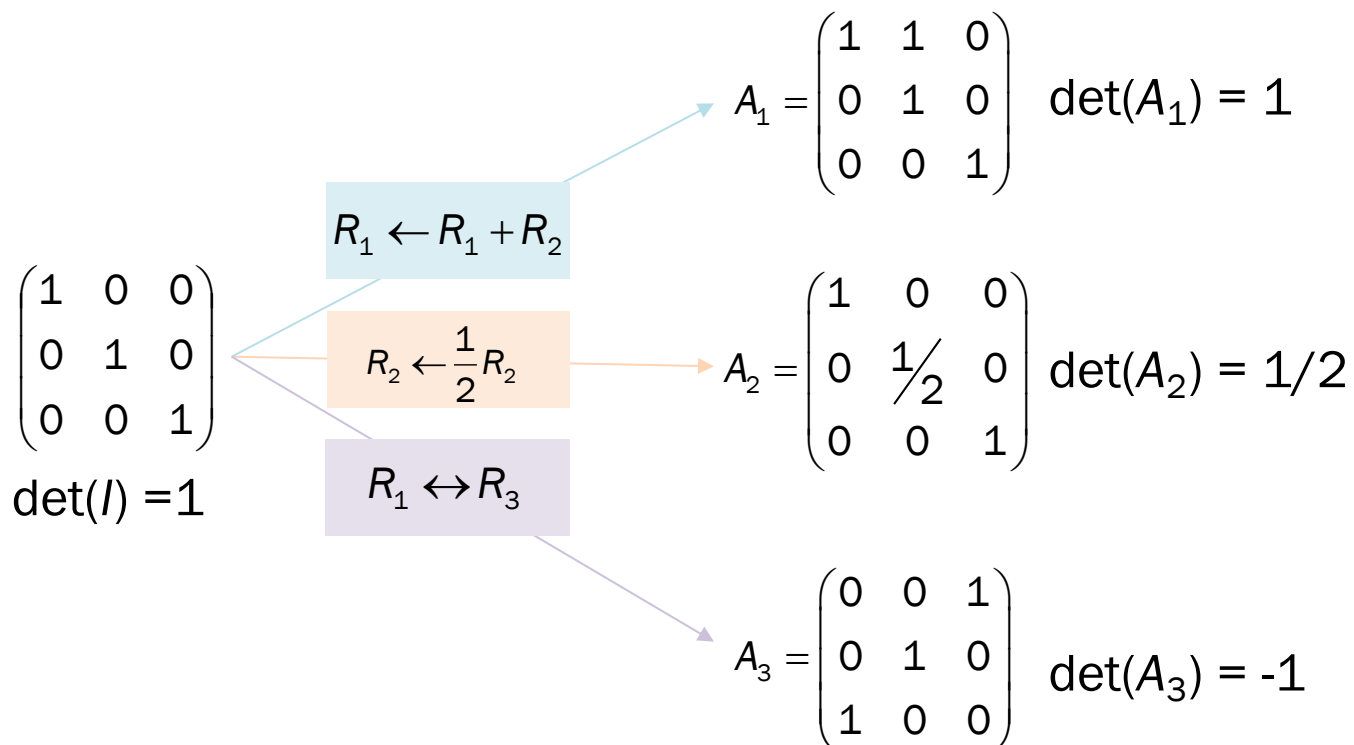 1 0 0
0 1 0
0 0 1
det(I) =1
R₁ ← R₁ + R₂
R₂ ← 1/2 R₂
R₁ ↔ R₃
A₁ = 
1 1 0
0 1 0
0 0 1
det(A₁) = 1
A₂ = 
1 0 0
0 1/2 0
0 0 1
det(A₂) = 1/2
A₃ = 
0 0 1
0 1 0
1 0 0
det(A₃) = -1